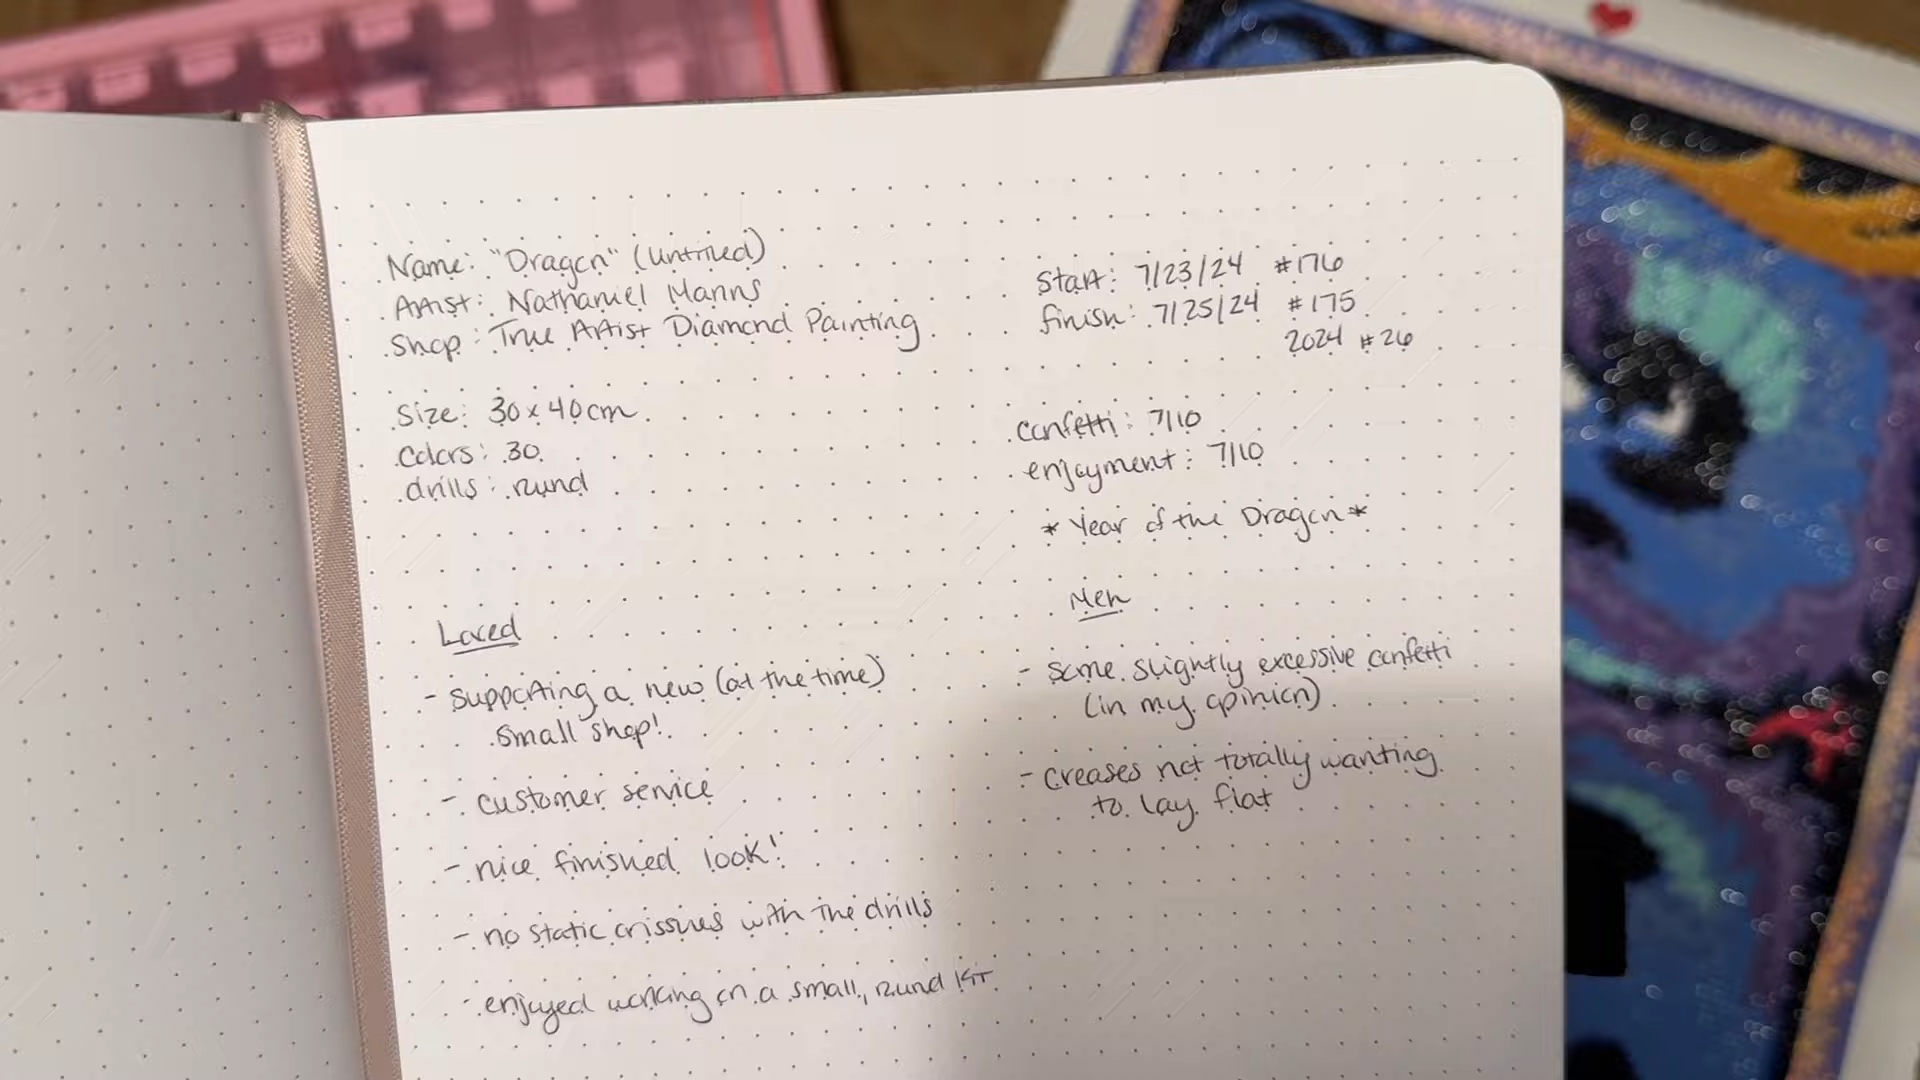 Name: "Dragon" (untitled)
Artist: Nathaniel Manns
Shop: True Artist Diamond Painting
Size: 30x40cm
Colors: 30
drills: round
Start: 7/23/24 #176
finish: 7/25/24 #175
2024 #26
confetti: 7/10
enjoyment: 7/10
* Year of the Dragon *
Loved
- supporting a new (at the time)
small shop!
- customer service
- nice finished look!
- no static or issues with the drills
- enjoyed working on a small, round kit
Meh
- some slightly excessive confetti
(in my opinion)
- creases not totally wanting
to lay flat